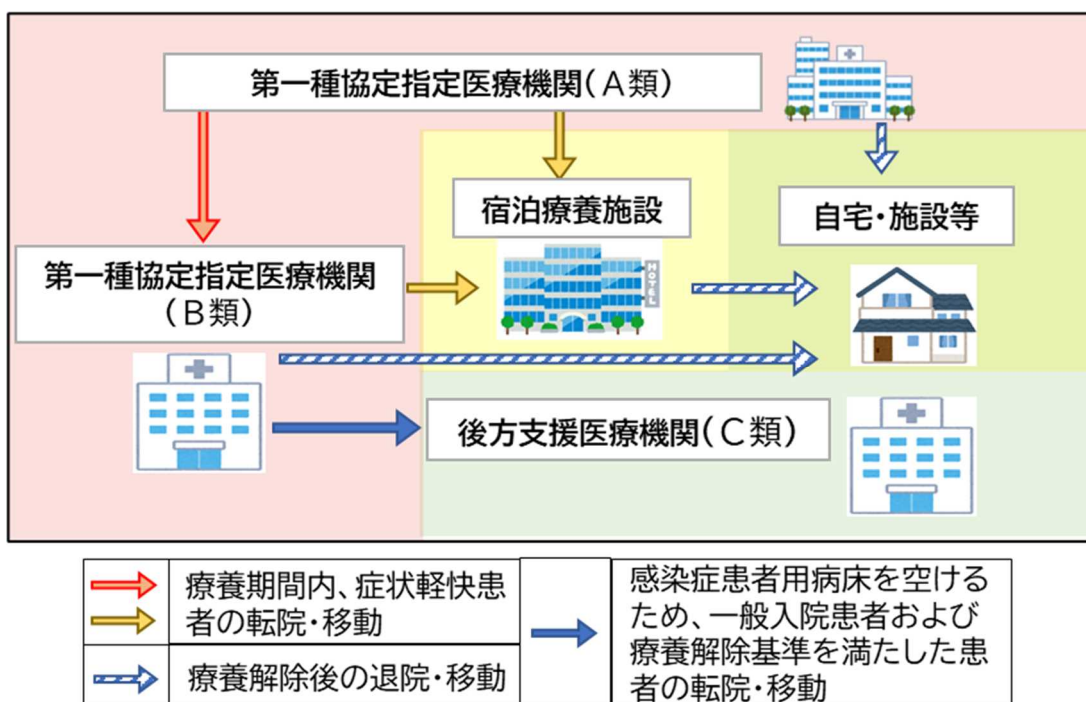 第一種協定指定医療機関(A類)
宿泊療養施設
自宅・施設等
第一種協定指定医療機関
(B類)
HOTEL
後方支援医療機関(C類)
療養期間内、症状軽快患
者の転院・移動
療養解除後の退院・移動
感染症患者用病床を空ける
ため、一般入院患者および
療養解除基準を満たした患
者の転院・移動